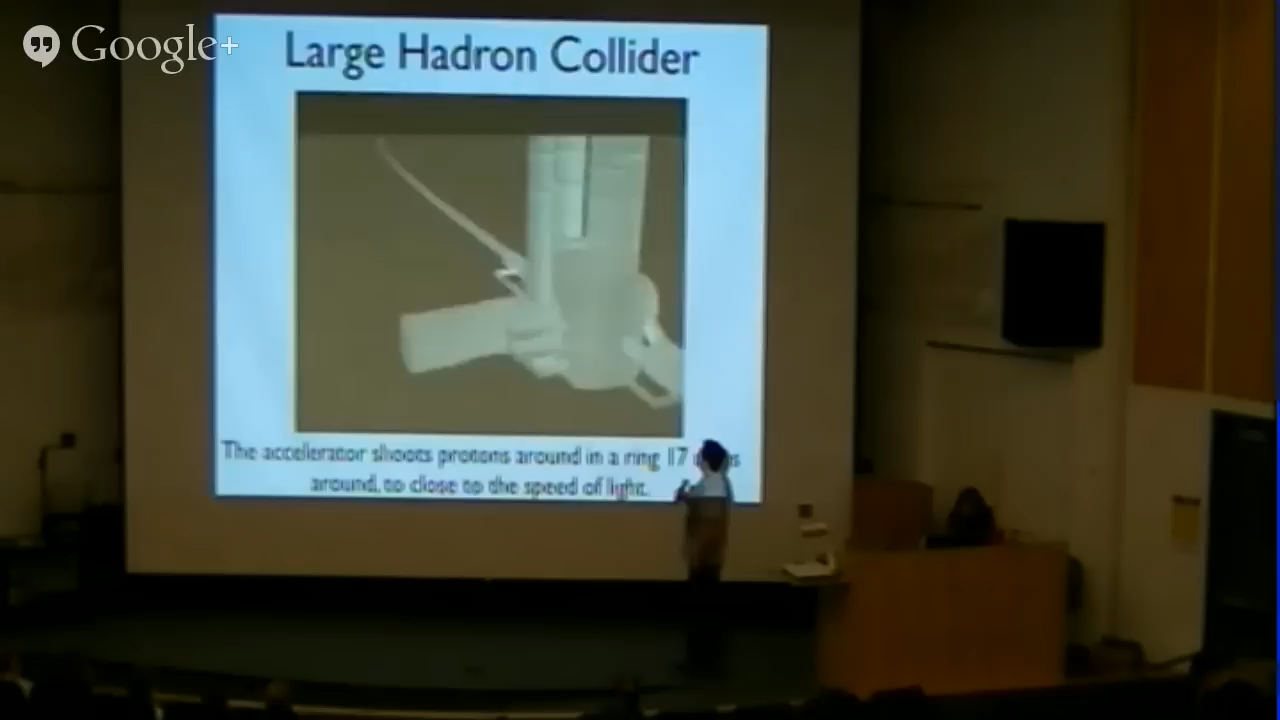 Google+
Large Hadron Collider
The accelerator shoots protons around in a ring 17
around, to close to the speed of light.